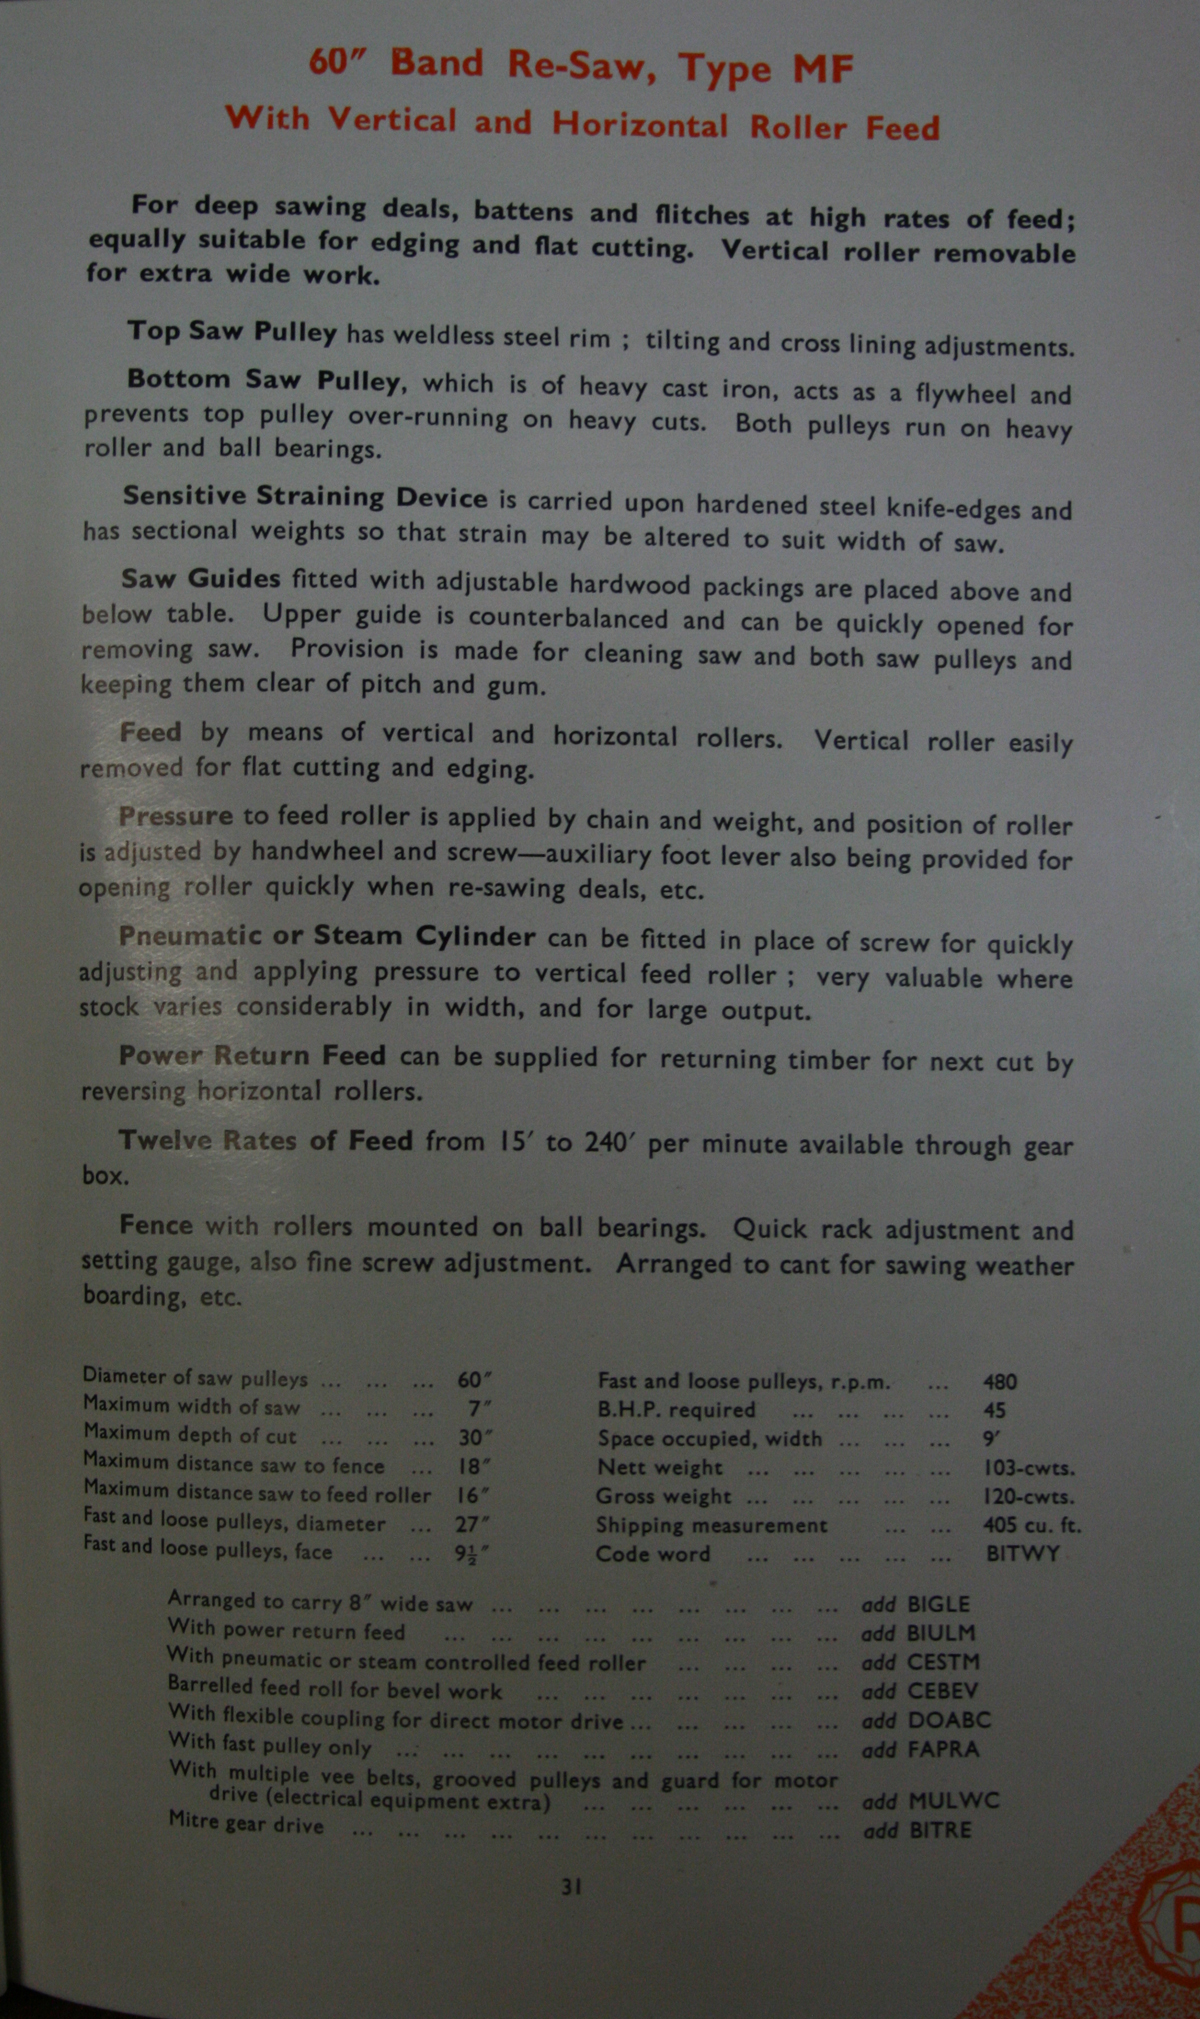 60″ Band Re-Saw, Type MF
With Vertical and Horizontal Roller Feed
For deep sawing deals, battens and flitches at high rates of feed;
equally suitable for edging and flat cutting. Vertical roller removable
for extra wide work.
Top Saw Pulley has weldless steel rim ; tilting and cross lining adjustments.
Bottom Saw Pulley, which is of heavy cast iron, acts as a flywheel and
prevents top pulley over-running on heavy cuts. Both pulleys run on heavy
roller and ball bearings.
Sensitive Straining Device is carried upon hardened steel knife-edges and
has sectional weights so that strain may be altered to suit width of saw.
Saw Guides fitted with adjustable hardwood packings are placed above and
below table. Upper guide is counterbalanced and can be quickly opened for
removing saw. Provision is made for cleaning saw and both saw pulleys and
keeping them clear of pitch and gum.
Feed by means of vertical and horizontal rollers. Vertical roller easily
removed for flat cutting and edging.
Pressure to feed roller is applied by chain and weight, and position of roller
is adjusted by handwheel and screw—auxiliary foot lever also being provided for
opening roller quickly when re-sawing deals, etc.
Pneumatic or Steam Cylinder can be fitted in place of screw for quickly
adjusting and applying pressure to vertical feed roller ; very valuable where
stock varies considerably in width, and for large output.
Power Return Feed can be supplied for returning timber for next cut by
reversing horizontal rollers.
Twelve Rates of Feed from 15′ to 240′ per minute available through gear
box.
Fence with rollers mounted on ball bearings. Quick rack adjustment and
setting gauge, also fine screw adjustment. Arranged to cant for sawing weather
boarding, etc.
Diameter of saw pulleys ... ... ... 60″
Maximum width of saw ... ... ... 7″
Maximum depth of cut ... ... ... 30″
Maximum distance saw to fence ... 18″
Maximum distance saw to feed roller 16″
Fast and loose pulleys, diameter ... 27″
Fast and loose pulleys, face ... ... 9½″
Fast and loose pulleys, r.p.m. ... 480
B.H.P. required ... ... ... ... 45
Space occupied, width ... ... ... 9′
Nett weight ... ... ... ... ... 103-cwts.
Gross weight ... ... ... ... ... 120-cwts.
Shipping measurement ... ... 405 cu. ft.
Code word ... ... ... ... ... BITWY
Arranged to carry 8″ wide saw ... ... ... ... ... ... ... ... add BIGLE
With power return feed ... ... ... ... ... ... ... ... ... add BIULM
With pneumatic or steam controlled feed roller ... ... ... ... add CESTM
Barrelled feed roll for bevel work ... ... ... ... ... ... ... add CEBEV
With flexible coupling for direct motor drive ... ... ... ... ... add DOABC
With fast pulley only ... ... ... ... ... ... ... ... ... ... add FAPRA
With multiple vee belts, grooved pulleys and guard for motor
drive (electrical equipment extra) ... ... ... ... ... ... add MULWC
Mitre gear drive ... ... ... ... ... ... ... ... ... ... ... add BITRE
31
R